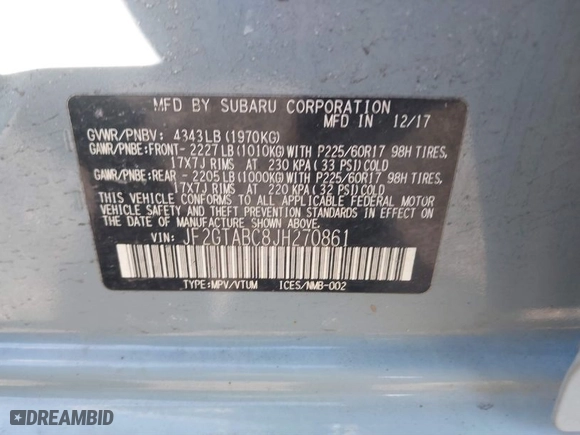 MFD BY SUBARU CORPORATION
MFD IN 12/17
GVWR/PNBV: 4343LB (1970KG)
GAWR/PNBE:FRONT- 2227LB(1010KG)WITH P225/60R17 98H TIRES,
17X7J RIMS AT 230 KPA(33 PSI)COLD
GAWR/PNBE:REAR - 2205LB(1000KG)WITH P225/60R17 98H TIRES,
17X7J RIMS AT 220 KPA(32 PSI)COLD
THIS VEHICLE CONFORMS TO ALL APPLICABLE FEDERAL MOTOR
VEHICLE SAFETY AND THEFT PREVENTION STANDARDS IN EFFECT
ON THE DATE OF MANUFACTURE SHOWN ABOVE.
VIN: JF2GTABC8JH270861
TYPE:MPV/VTUM ICES/NMB-002
DREAMBID